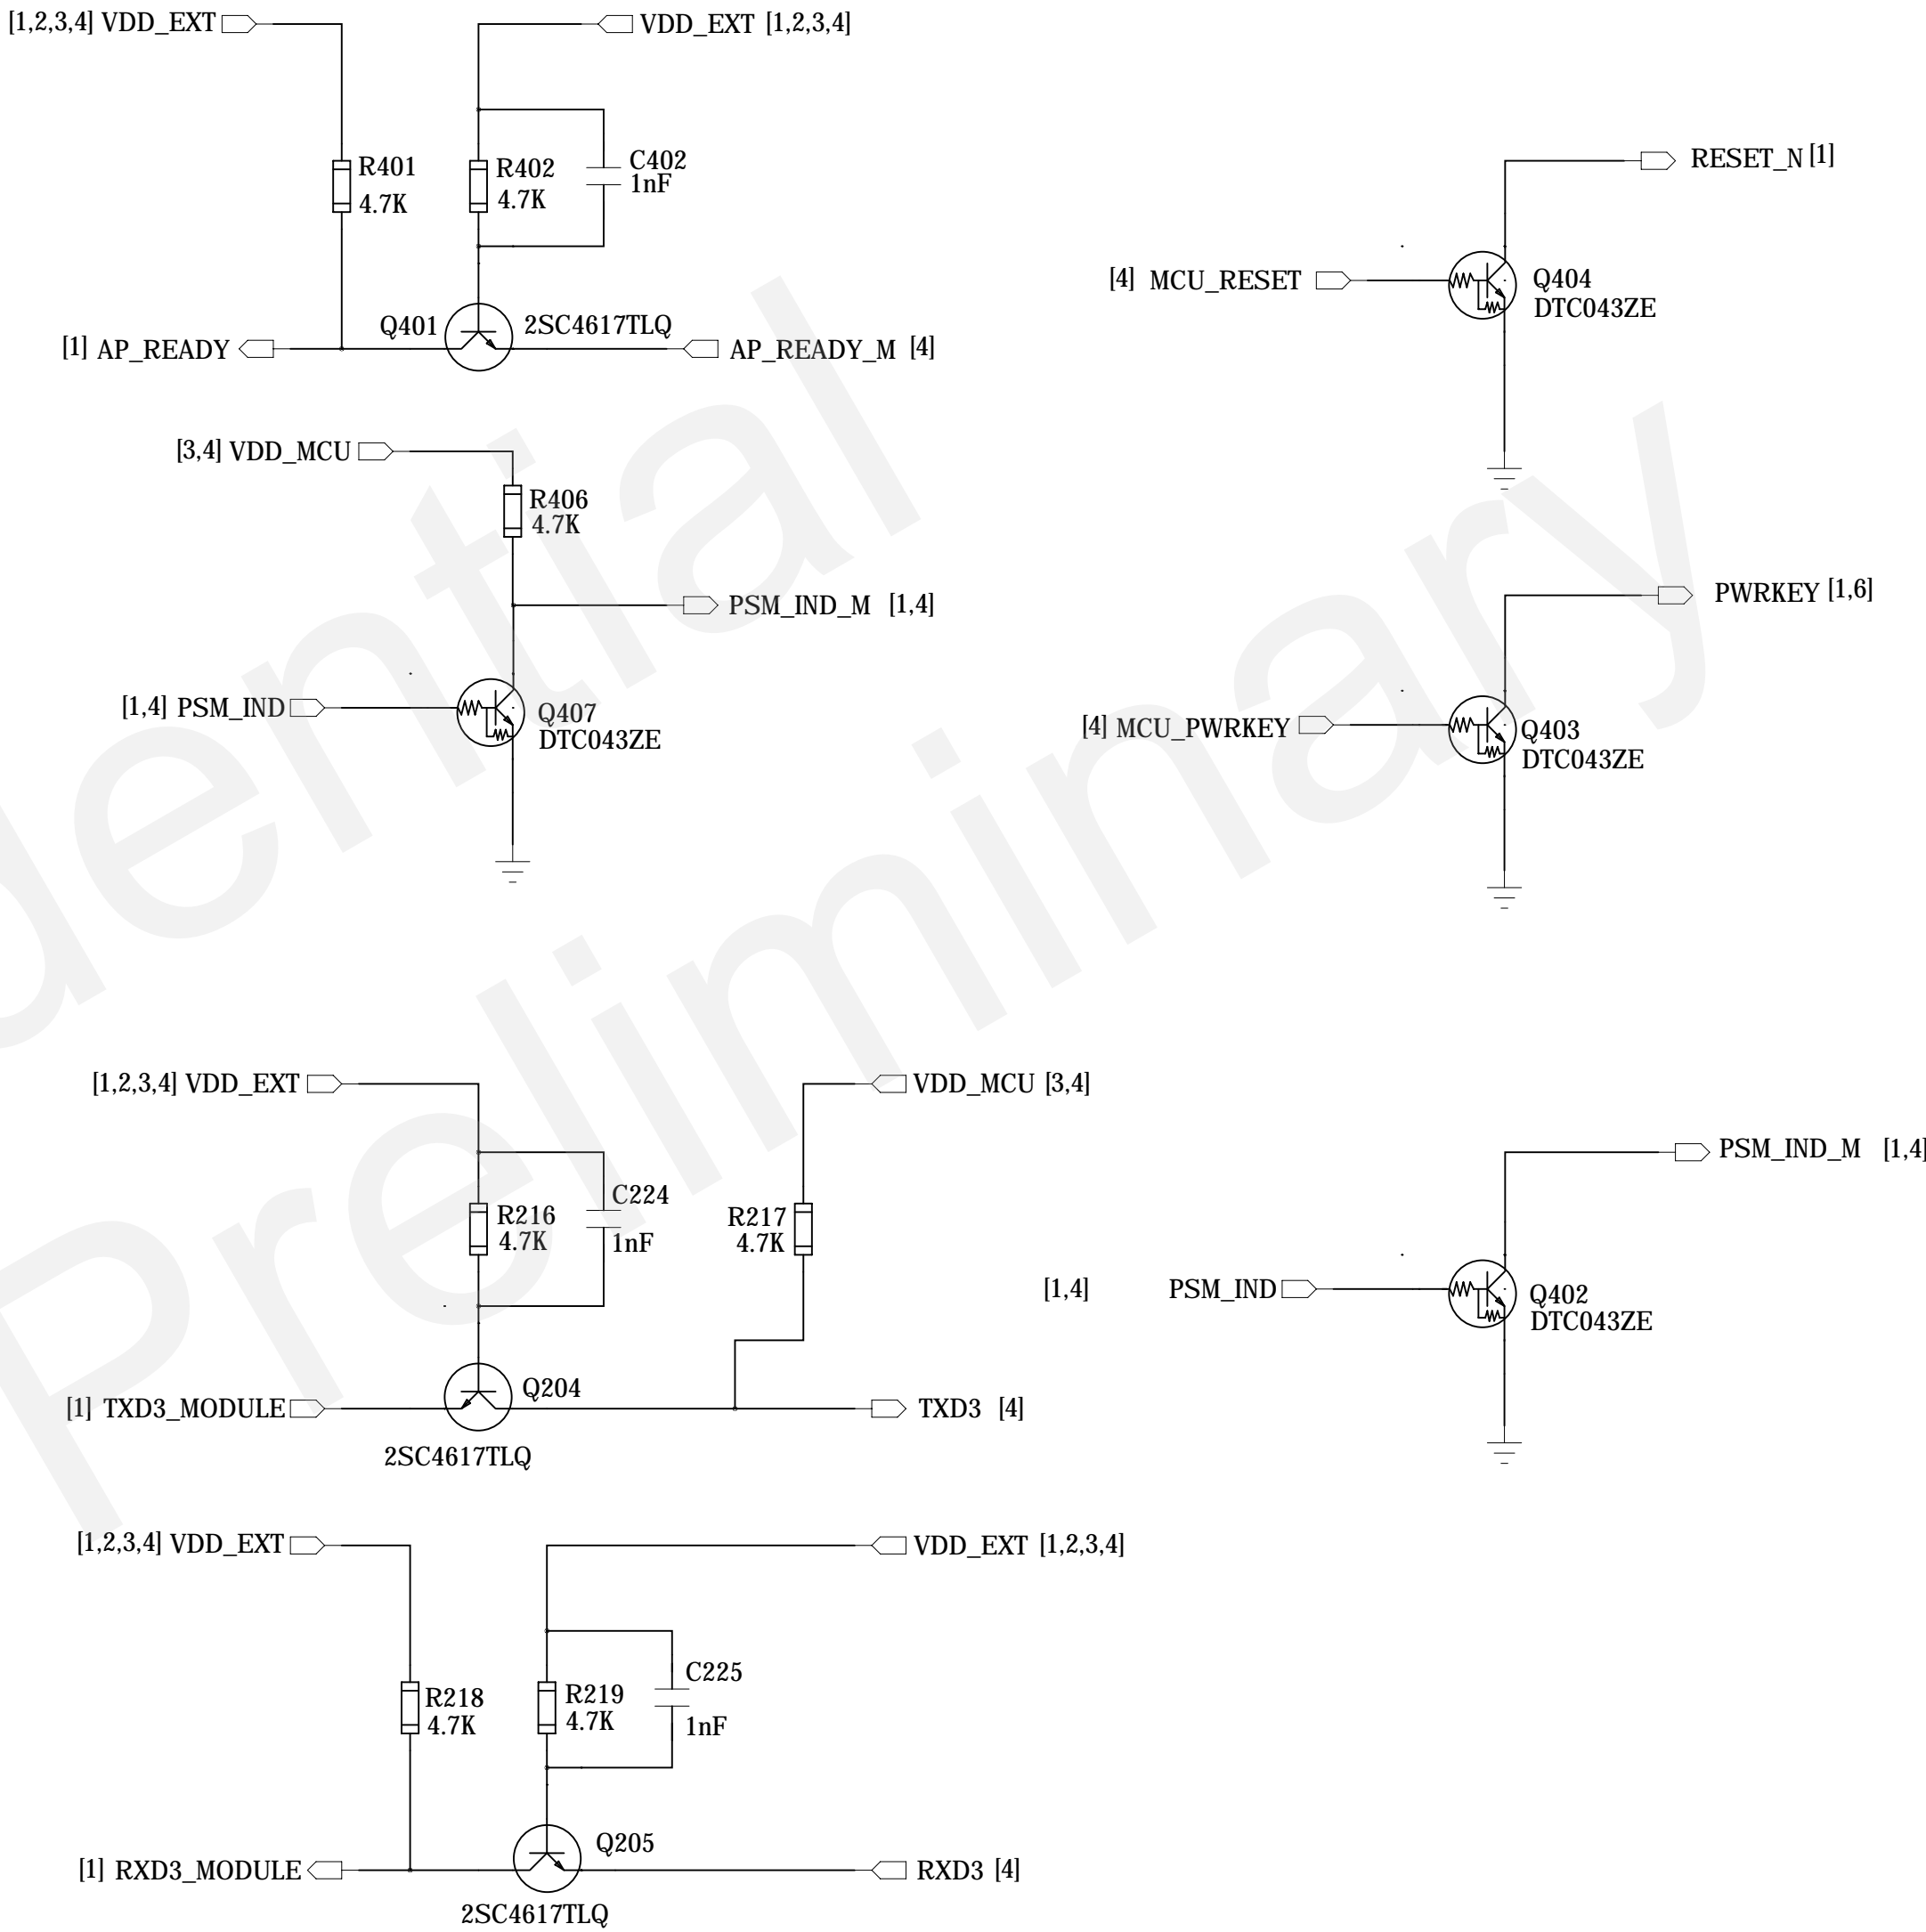 [1,2,3,4] VDD_EXT
VDD_EXT [1,2,3,4]
R401
4.7K
R402
4.7K
C402
1nF
Q401
2SC4617TLQ
[1] AP_READY
AP_READY_M [4]
RESET_N [1]
[4] MCU_RESET
Q404
DTC043ZE
[3,4] VDD_MCU
R406
4.7K
PSM_IND_M [1,4]
[1,4] PSM_IND
Q407
DTC043ZE
PWRKEY [1,6]
[4] MCU_PWRKEY
Q403
DTC043ZE
[1,2,3,4] VDD_EXT
VDD_MCU [3,4]
R216
4.7K
C224
1nF
R217
4.7K
Q204
[1] TXD3_MODULE
TXD3 [4]
2SC4617TLQ
PSM_IND_M [1,4]
[1,4] PSM_IND
Q402
DTC043ZE
[1,2,3,4] VDD_EXT
VDD_EXT [1,2,3,4]
R218
4.7K
R219
4.7K
C225
1nF
Q205
[1] RXD3_MODULE
RXD3 [4]
2SC4617TLQ
dential
Preliminary